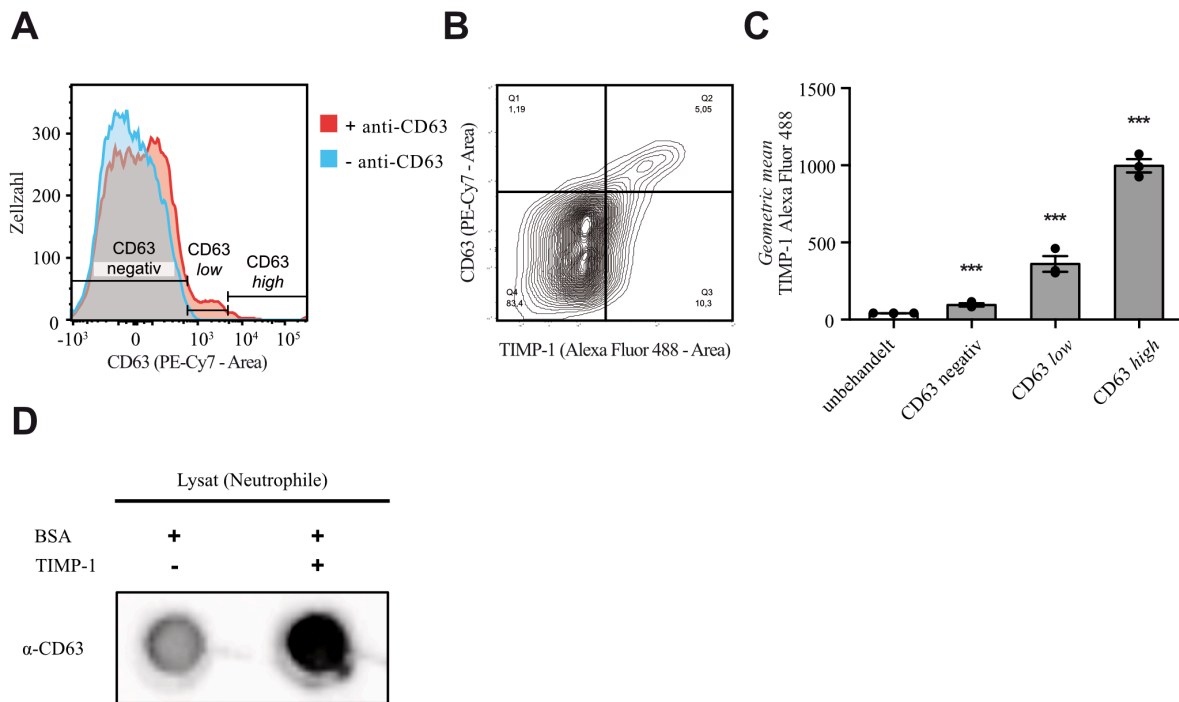 A
300
200
100
0
Zellzahl
CD63
negativ
CD63
low
CD63
high
-10³ 0 10³ 10⁴ 10⁵
CD63 (PE-Cy7 - Area)
+ anti-CD63
- anti-CD63
B
Q1
1,19
Q2
5,05
Q4
83,4
Q3
10,3
CD63 (PE-Cy7 - Area)
TIMP-1 (Alexa Fluor 488 - Area)
C
Geometric mean
TIMP-1 Alexa Fluor 488
1500
1000
500
0
***
***
***
unbehandelt
CD63 negativ
CD63 low
CD63 high
D
Lysat (Neutrophile)
BSA + +
TIMP-1 - +
α-CD63